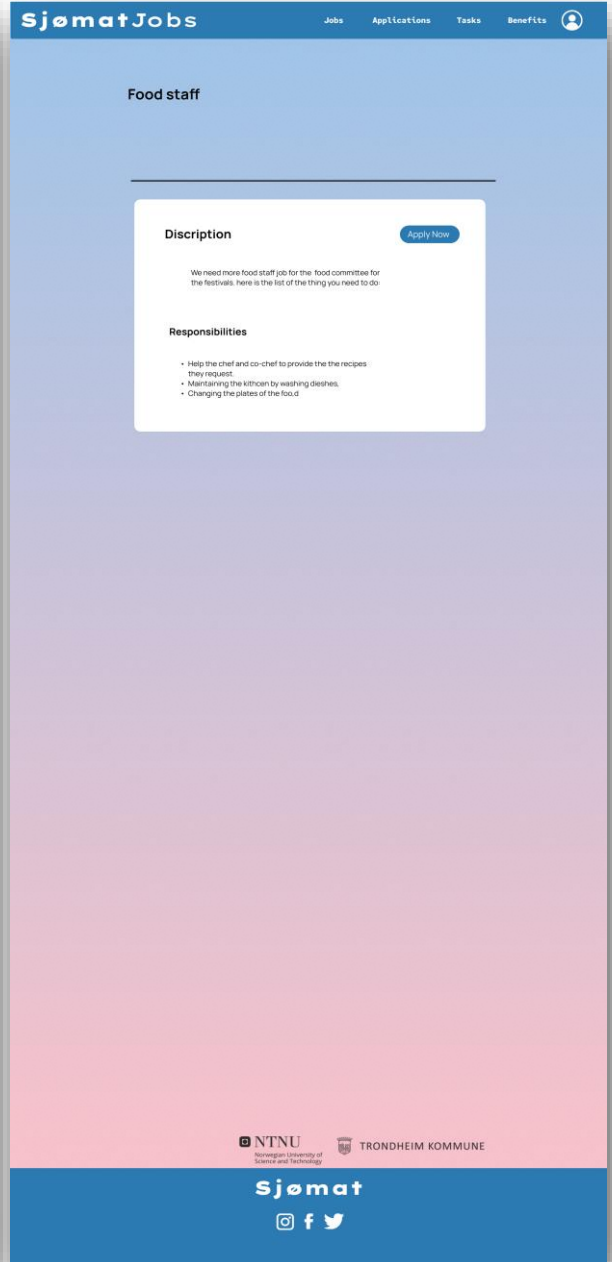 SjømatJobs
Jobs Applications Tasks Benefits
Food staff
Discription
Apply Now
We need more food staff job for the food committee for
the festivals. here is the list of the thing you need to do
Responsibilities
• Help the chef and co-chef to provide the the recipes
they request.
• Maintaining the kithcen by washing dieshes,
• Changing the plates of the foo,d
NTNU
Norwegian University of
Science and Technology
TRONDHEIM KOMMUNE
Sjømat